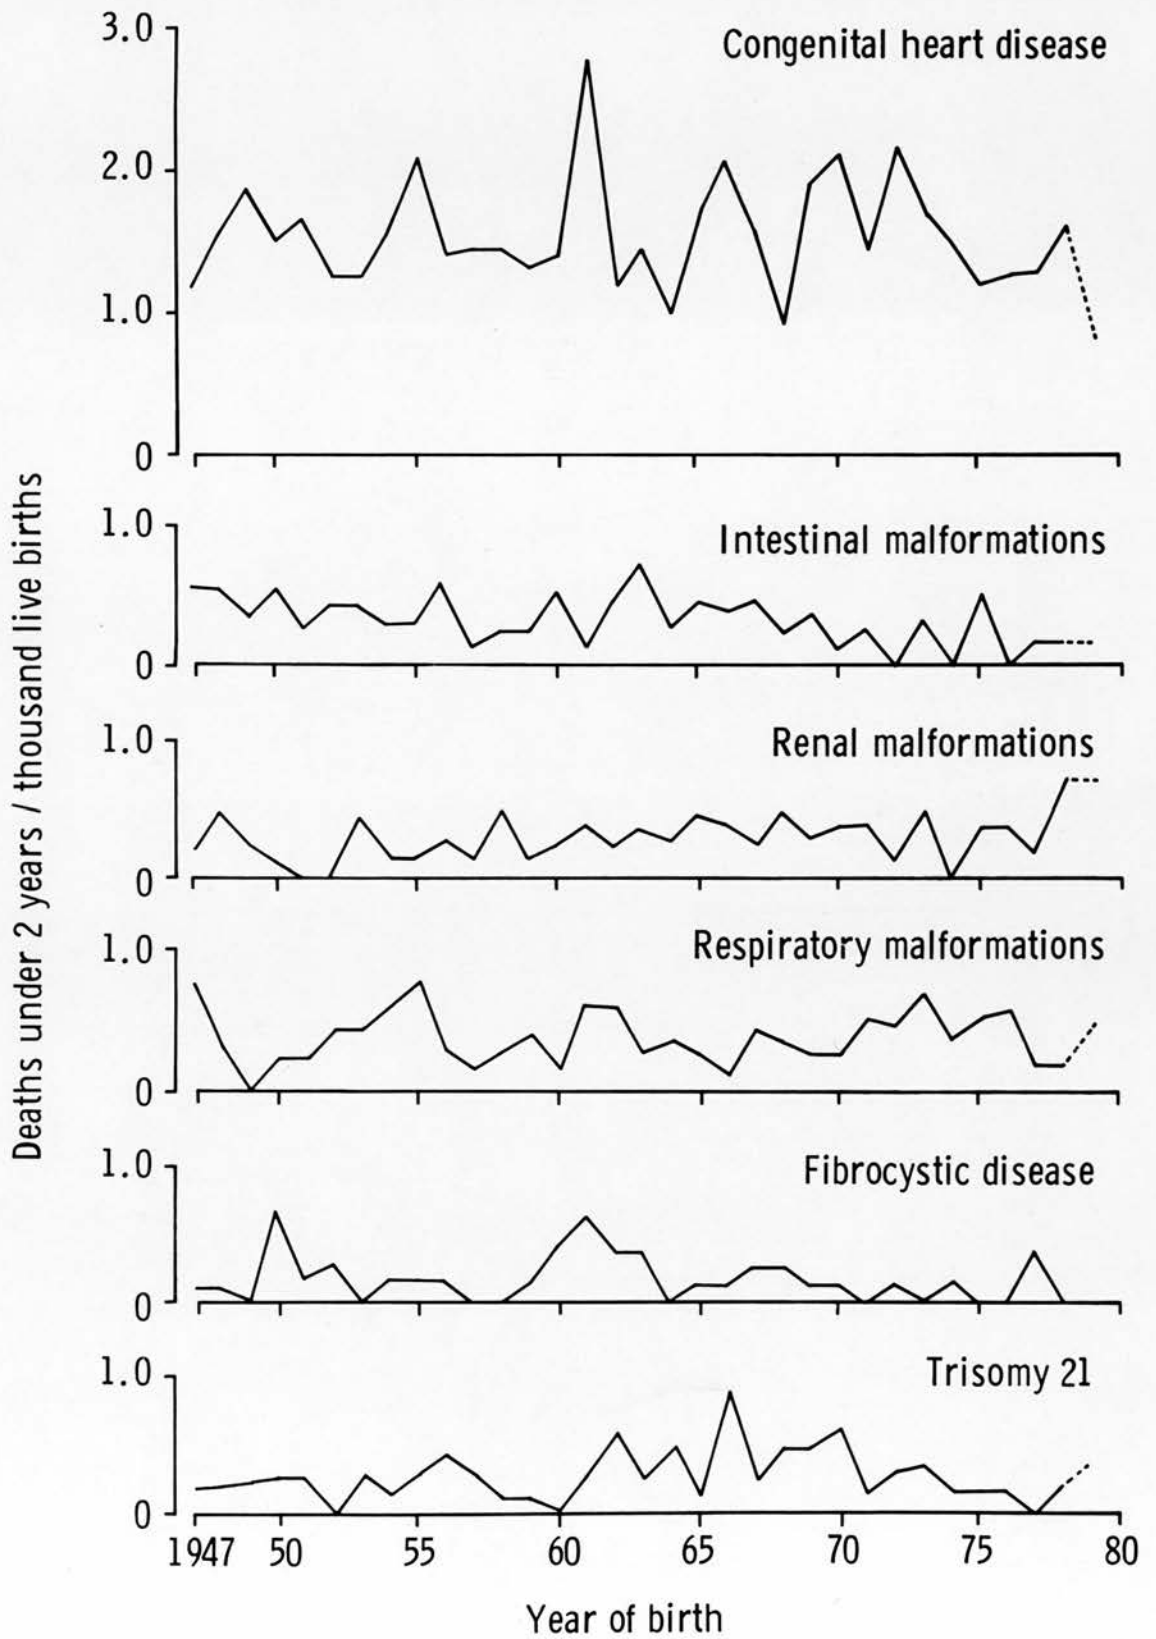 3.0
Congenital heart disease
2.0
1.0
0
1.0
Intestinal malformations
0
1.0
Renal malformations
0
1.0
Respiratory malformations
0
1.0
Fibrocystic disease
0
1.0
Trisomy 21
0
1947 50 55 60 65 70 75 80
Year of birth
Deaths under 2 years / thousand live births